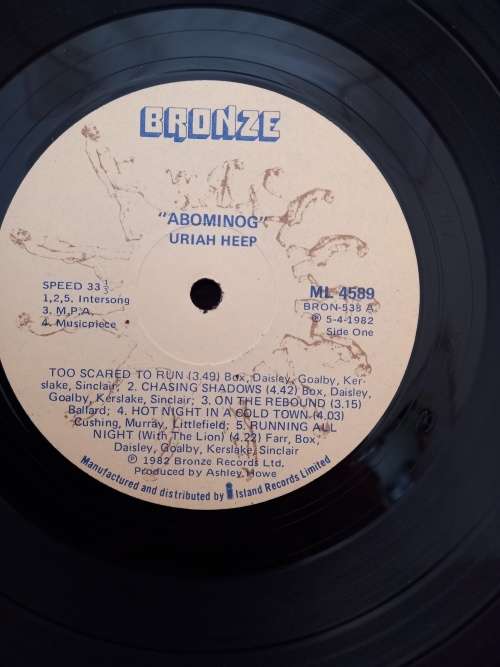 BRONZE
"ABOMINOG"
URIAH HEEP
SPEED 33 1/3
1,2,5. Intersong
3. M.P.A.
4. Musicpiece
ML 4589
BRON-538 A
℗ 5-4-1982
Side One
TOO SCARED TO RUN (3.49) Box, Daisley, Goalby, Ker-
slake, Sinclair; 2. CHASING SHADOWS (4.42) Box, Daisley,
Goalby, Kerslake, Sinclair; 3. ON THE REBOUND (3.15)
Ballard; 4. HOT NIGHT IN A COLD TOWN (4.03)
Cushing, Murray, Littlefield; 5. RUNNING ALL
NIGHT (With The Lion) (4.22) Farr, Box,
Daisley, Goalby, Kerslake, Sinclair
℗ 1982 Bronze Records Ltd.
Produced by Ashley Howe
Manufactured and distributed by Island Records Limited